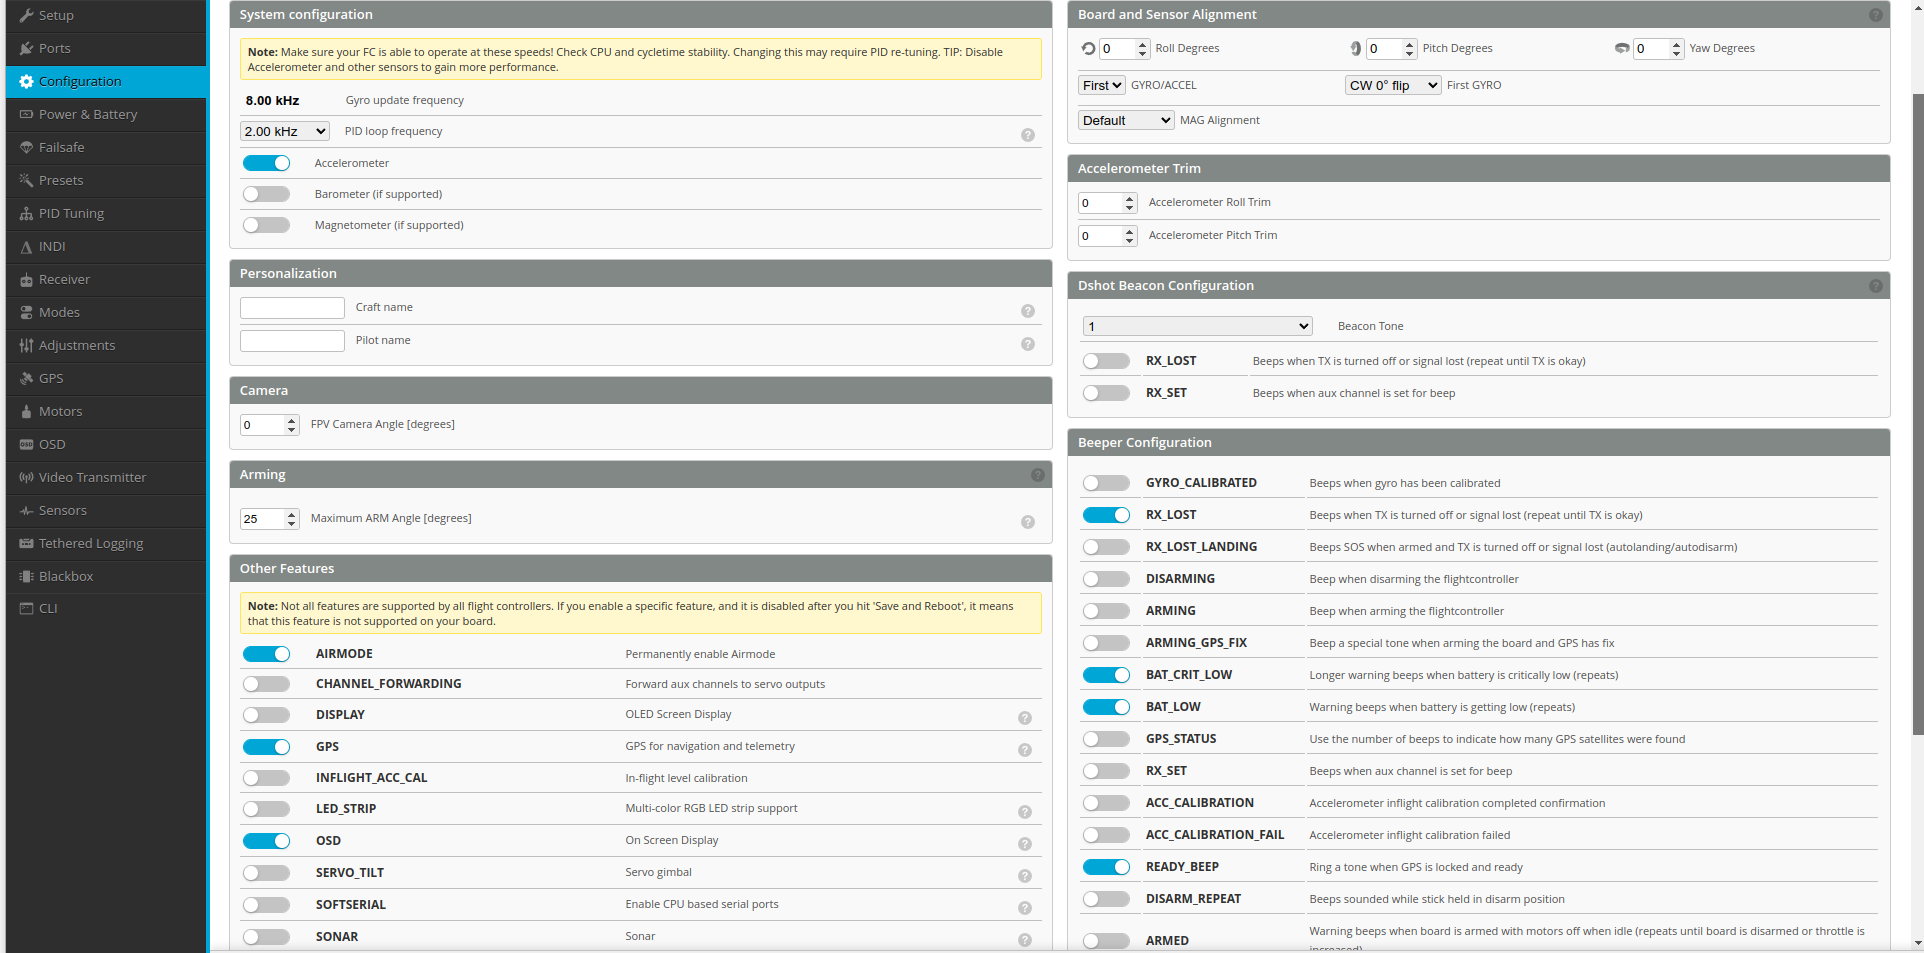 Setup
Ports
Configuration
Power & Battery
Failsafe
Presets
PID Tuning
INDI
Receiver
Modes
Adjustments
GPS
Motors
OSD
Video Transmitter
Sensors
Tethered Logging
Blackbox
CLI
System configuration
Note: Make sure your FC is able to operate at these speeds! Check CPU and cycletime stability. Changing this may require PID re-tuning. TIP: Disable
Accelerometer and other sensors to gain more performance.
8.00 kHz Gyro update frequency
2.00 kHz PID loop frequency ?
Accelerometer
Barometer (if supported)
Magnetometer (if supported)
Personalization
Craft name ?
Pilot name ?
Camera
0 FPV Camera Angle [degrees]
Arming ?
25 Maximum ARM Angle [degrees] ?
Other Features
Note: Not all features are supported by all flight controllers. If you enable a specific feature, and it is disabled after you hit 'Save and Reboot', it means
that this feature is not supported on your board.
AIRMODE Permanently enable Airmode
CHANNEL_FORWARDING Forward aux channels to servo outputs
DISPLAY OLED Screen Display ?
GPS GPS for navigation and telemetry ?
INFLIGHT_ACC_CAL In-flight level calibration
LED_STRIP Multi-color RGB LED strip support ?
OSD On Screen Display ?
SERVO_TILT Servo gimbal ?
SOFTSERIAL Enable CPU based serial ports ?
SONAR Sonar ?
Board and Sensor Alignment ?
0 Roll Degrees 0 Pitch Degrees 0 Yaw Degrees
First GYRO/ACCEL CW 0° flip First GYRO
Default MAG Alignment
Accelerometer Trim
0 Accelerometer Roll Trim
0 Accelerometer Pitch Trim
Dshot Beacon Configuration ?
1 Beacon Tone
RX_LOST Beeps when TX is turned off or signal lost (repeat until TX is okay)
RX_SET Beeps when aux channel is set for beep
Beeper Configuration
GYRO_CALIBRATED Beeps when gyro has been calibrated
RX_LOST Beeps when TX is turned off or signal lost (repeat until TX is okay)
RX_LOST_LANDING Beeps SOS when armed and TX is turned off or signal lost (autolanding/autodisarm)
DISARMING Beep when disarming the flightcontroller
ARMING Beep when arming the flightcontroller
ARMING_GPS_FIX Beep a special tone when arming the board and GPS has fix
BAT_CRIT_LOW Longer warning beeps when battery is critically low (repeats)
BAT_LOW Warning beeps when battery is getting low (repeats)
GPS_STATUS Use the number of beeps to indicate how many GPS satellites were found
RX_SET Beeps when aux channel is set for beep
ACC_CALIBRATION Accelerometer inflight calibration completed confirmation
ACC_CALIBRATION_FAIL Accelerometer inflight calibration failed
READY_BEEP Ring a tone when GPS is locked and ready
DISARM_REPEAT Beeps sounded while stick held in disarm position
ARMED Warning beeps when board is armed with motors off when idle (repeats until board is disarmed or throttle is
increased)